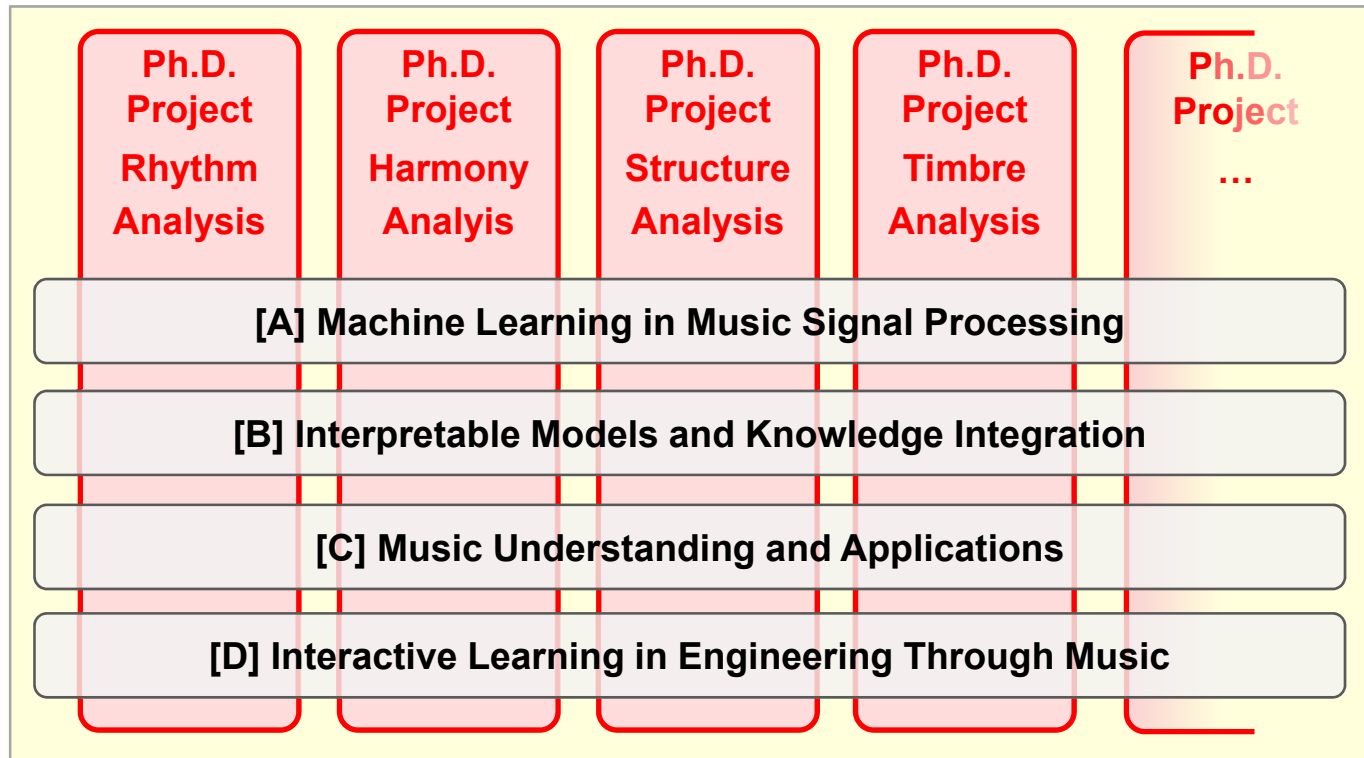 Ph.D.
Project
Rhythm
Analysis
Ph.D.
Project
Harmony
Analyis
Ph.D.
Project
Structure
Analysis
Ph.D.
Project
Timbre
Analysis
Ph.D.
Project
…
[A] Machine Learning in Music Signal Processing
[B] Interpretable Models and Knowledge Integration
[C] Music Understanding and Applications
[D] Interactive Learning in Engineering Through Music